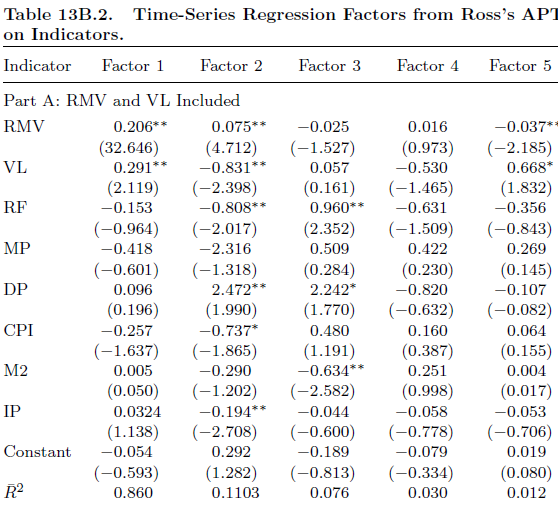 Table 13B.2. Time-Series Regression Factors from Ross's APT
on Indicators.
Indicator Factor 1 Factor 2 Factor 3 Factor 4 Factor 5
Part A: RMV and VL Included
RMV 0.206** 0.075** −0.025 0.016 −0.037**
(32.646) (4.712) (−1.527) (0.973) (−2.185)
VL 0.291** −0.831** 0.057 −0.530 0.668*
(2.119) (−2.398) (0.161) (−1.465) (1.832)
RF −0.153 −0.808** 0.960** −0.631 −0.356
(−0.964) (−2.017) (2.352) (−1.509) (−0.843)
MP −0.418 −2.316 0.509 0.422 0.269
(−0.601) (−1.318) (0.284) (0.230) (0.145)
DP 0.096 2.472** 2.242* −0.820 −0.107
(0.196) (1.990) (1.770) (−0.632) (−0.082)
CPI −0.257 −0.737* 0.480 0.160 0.064
(−1.637) (−1.865) (1.191) (0.387) (0.155)
M2 0.005 −0.290 −0.634** 0.251 0.004
(0.050) (−1.202) (−2.582) (0.998) (0.017)
IP 0.0324 −0.194** −0.044 −0.058 −0.053
(1.138) (−2.708) (−0.600) (−0.778) (−0.706)
Constant −0.054 0.292 −0.189 −0.079 0.019
(−0.593) (1.282) (−0.813) (−0.334) (0.080)
R̄² 0.860 0.1103 0.076 0.030 0.012